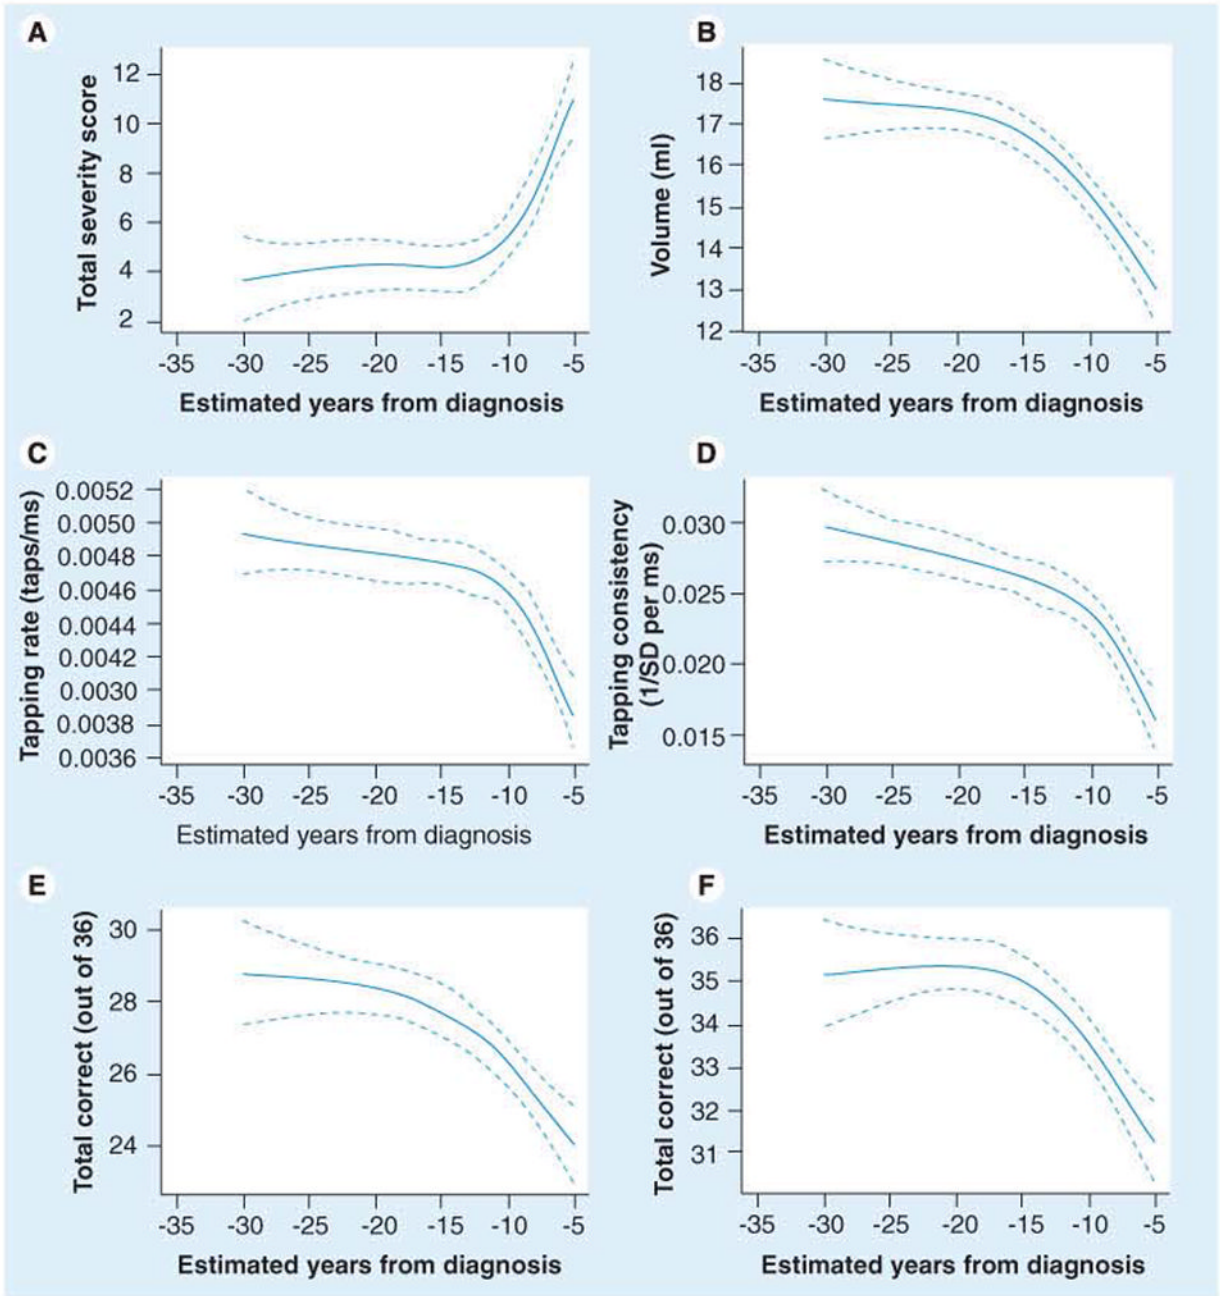 A
Total severity score
12
10
8
6
4
2
-35 -30 -25 -20 -15 -10 -5
Estimated years from diagnosis
B
Volume (ml)
18
17
16
15
14
13
12
-35 -30 -25 -20 -15 -10 -5
Estimated years from diagnosis
C
Tapping rate (taps/ms)
0.0052
0.0050
0.0048
0.0046
0.0044
0.0042
0.0030
0.0038
0.0036
-35 -30 -25 -20 -15 -10 -5
Estimated years from diagnosis
D
Tapping consistency
(1/SD per ms)
0.030
0.025
0.020
0.015
-35 -30 -25 -20 -15 -10 -5
Estimated years from diagnosis
E
Total correct (out of 36)
30
28
26
24
-35 -30 -25 -20 -15 -10 -5
Estimated years from diagnosis
F
Total correct (out of 36)
36
35
34
33
32
31
-35 -30 -25 -20 -15 -10 -5
Estimated years from diagnosis